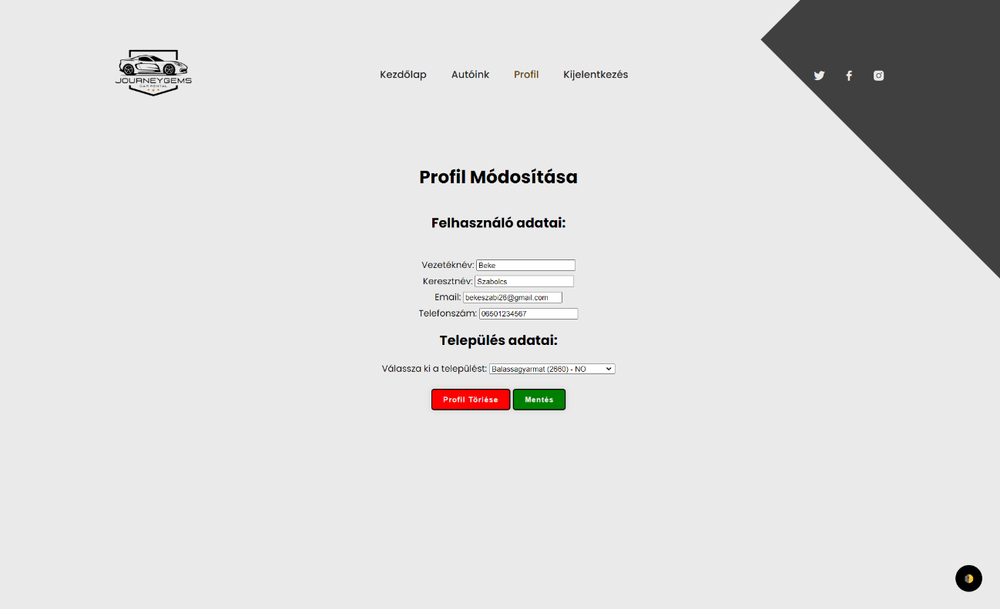 JOURNEYGEMS
CAR RENTAL
Kezdőlap Autóink Profil Kijelentkezés
Profil Módosítása
Felhasználó adatai:
Vezetéknév: Beke
Keresztnév: Szabolcs
Email: bekeszabi26@gmail.com
Telefonszám: 06501234567
Település adatai:
Válassza ki a települést: Balassagyarmat (2660) - NO
Profil Törlése Mentés